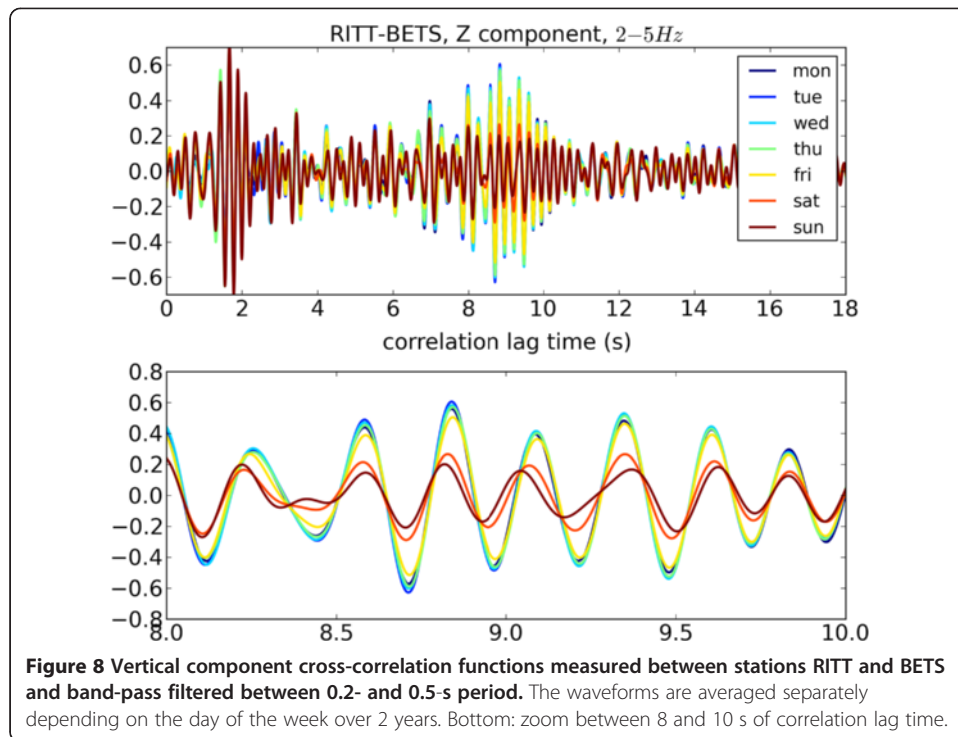 RITT-BETS, Z component, 2−5Hz
0.6
0.4
0.2
0.0
−0.2
−0.4
−0.6
mon
tue
wed
thu
fri
sat
sun
0 2 4 6 8 10 12 14 16 18
correlation lag time (s)
0.8
0.6
0.4
0.2
0.0
−0.2
−0.4
−0.6
−0.8
8.0 8.5 9.0 9.5 10.0
Figure 8 Vertical component cross-correlation functions measured between stations RITT and BETS
and band-pass filtered between 0.2- and 0.5-s period. The waveforms are averaged separately
depending on the day of the week over 2 years. Bottom: zoom between 8 and 10 s of correlation lag time.